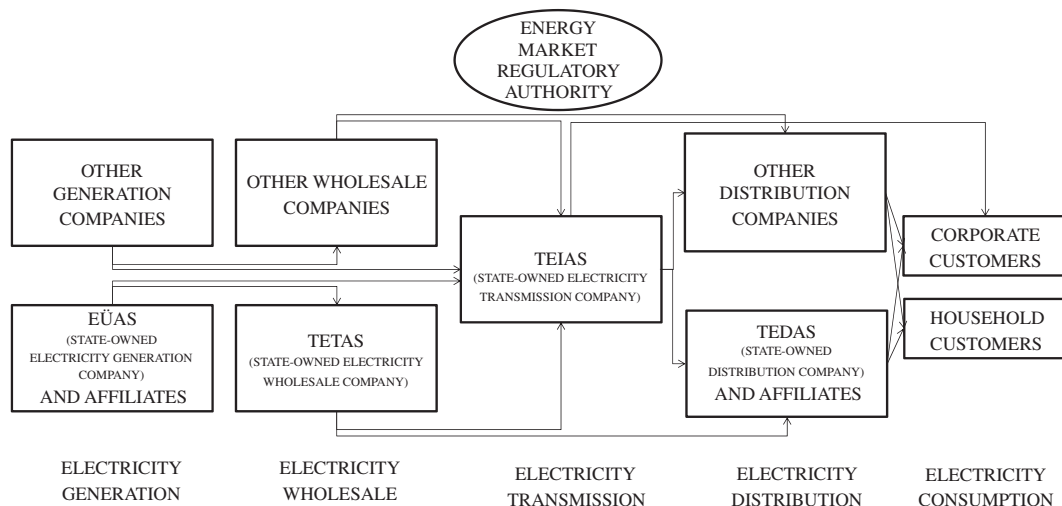 ENERGY
MARKET
REGULATORY
AUTHORITY
OTHER
GENERATION
COMPANIES
OTHER WHOLESALE
COMPANIES
OTHER
DISTRIBUTION
COMPANIES
TEIAS
(STATE-OWNED ELECTRICITY
TRANSMISSION COMPANY)
CORPORATE
CUSTOMERS
EÜAS
(STATE-OWNED
ELECTRICITY GENERATION
COMPANY)
AND AFFILIATES
TETAS
(STATE-OWNED ELECTRICITY
WHOLESALE COMPANY)
TEDAS
(STATE-OWNED
DISTRIBUTION COMPANY)
AND AFFILIATES
HOUSEHOLD
CUSTOMERS
ELECTRICITY
GENERATION
ELECTRICITY
WHOLESALE
ELECTRICITY
TRANSMISSION
ELECTRICITY
DISTRIBUTION
ELECTRICITY
CONSUMPTION